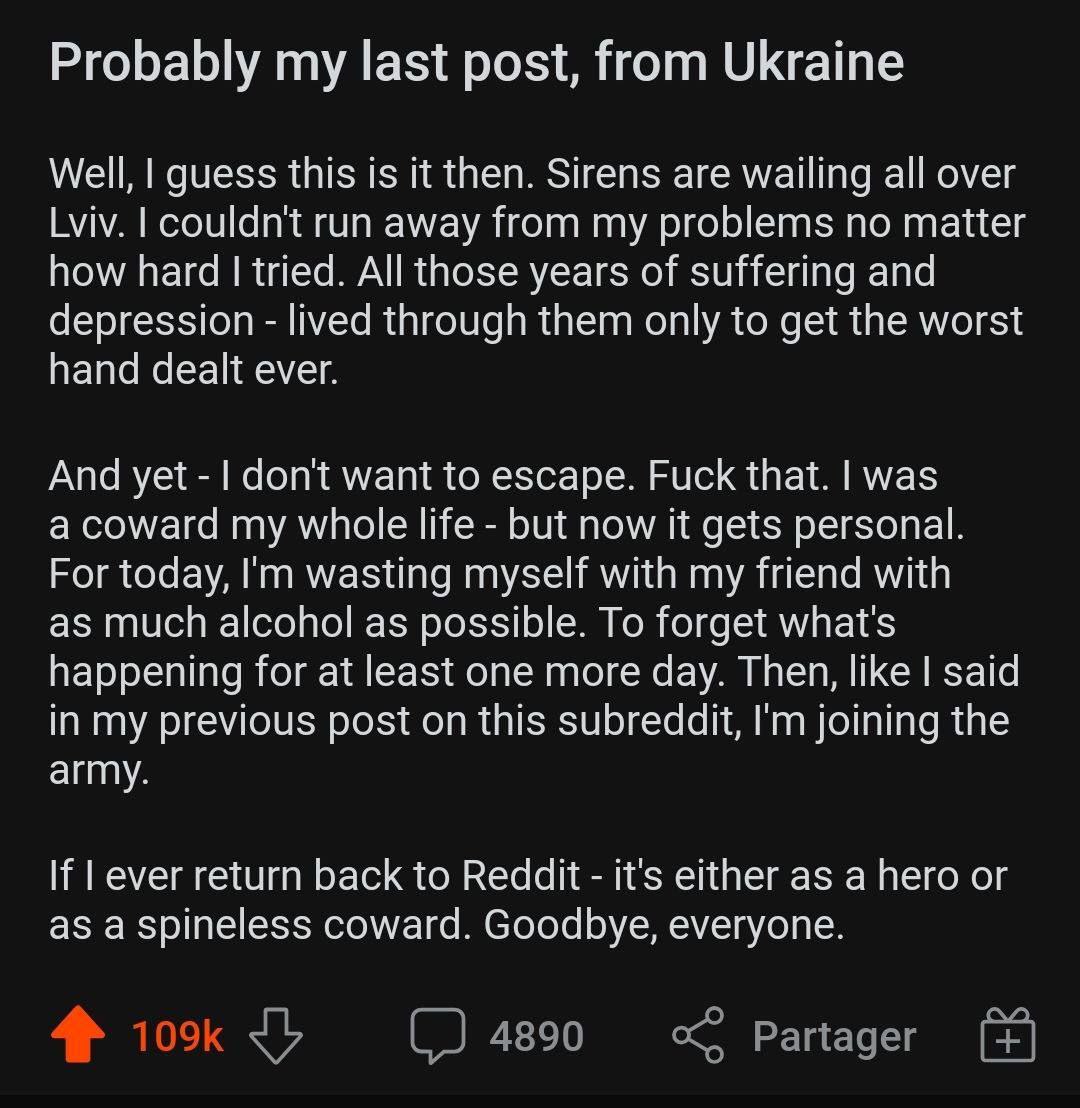 Probably my last post, from Ukraine
Well, I guess this is it then. Sirens are wailing all over
Lviv. I couldn't run away from my problems no matter
how hard I tried. All those years of suffering and
depression - lived through them only to get the worst
hand dealt ever.
And yet - I don't want to escape. Fuck that. I was
a coward my whole life - but now it gets personal.
For today, I'm wasting myself with my friend with
as much alcohol as possible. To forget what's
happening for at least one more day. Then, like I said
in my previous post on this subreddit, I'm joining the
army.
If I ever return back to Reddit - it's either as a hero or
as a spineless coward. Goodbye, everyone.
109k 4890 Partager